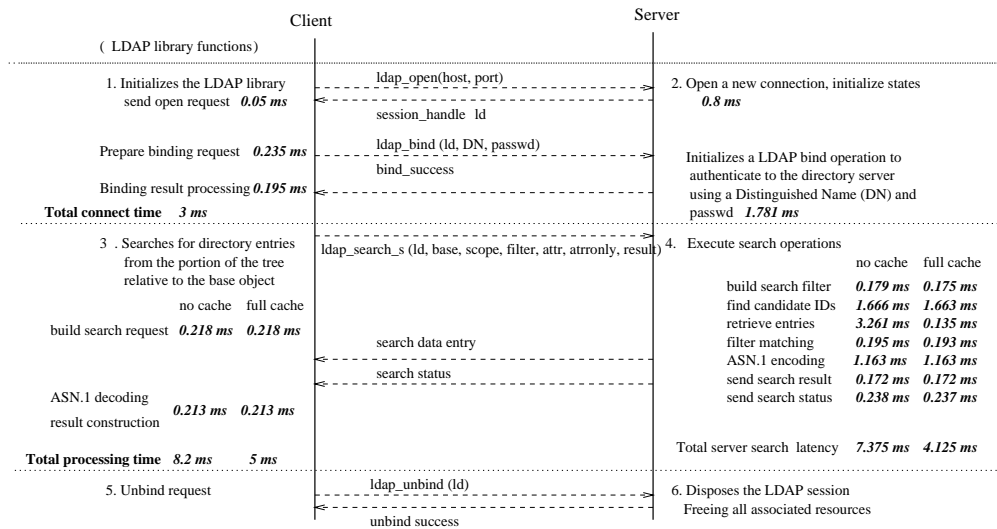 Client
Server
( LDAP library functions)
1. Initializes the LDAP library
send open request 0.05 ms
ldap_open(host, port)
session_handle ld
2. Open a new connection, initialize states
0.8 ms
Prepare binding request 0.235 ms
ldap_bind (ld, DN, passwd)
bind_success
Binding result processing 0.195 ms
Initializes a LDAP bind operation to
authenticate to the directory server
using a Distinguished Name (DN) and
passwd 1.781 ms
Total connect time 3 ms
3 . Searches for directory entries
from the portion of the tree
relative to the base object
ldap_search_s (ld, base, scope, filter, attr, atrronly, result)
4. Execute search operations
no cache full cache
build search request 0.218 ms 0.218 ms
no cache full cache
build search filter 0.179 ms 0.175 ms
find candidate IDs 1.666 ms 1.663 ms
retrieve entries 3.261 ms 0.135 ms
filter matching 0.195 ms 0.193 ms
ASN.1 encoding 1.163 ms 1.163 ms
send search result 0.172 ms 0.172 ms
send search status 0.238 ms 0.237 ms
search data entry
search status
ASN.1 decoding
result construction
0.213 ms 0.213 ms
Total server search latency 7.375 ms 4.125 ms
Total processing time 8.2 ms 5 ms
5. Unbind request
ldap_unbind (ld)
unbind success
6. Disposes the LDAP session
Freeing all associated resources